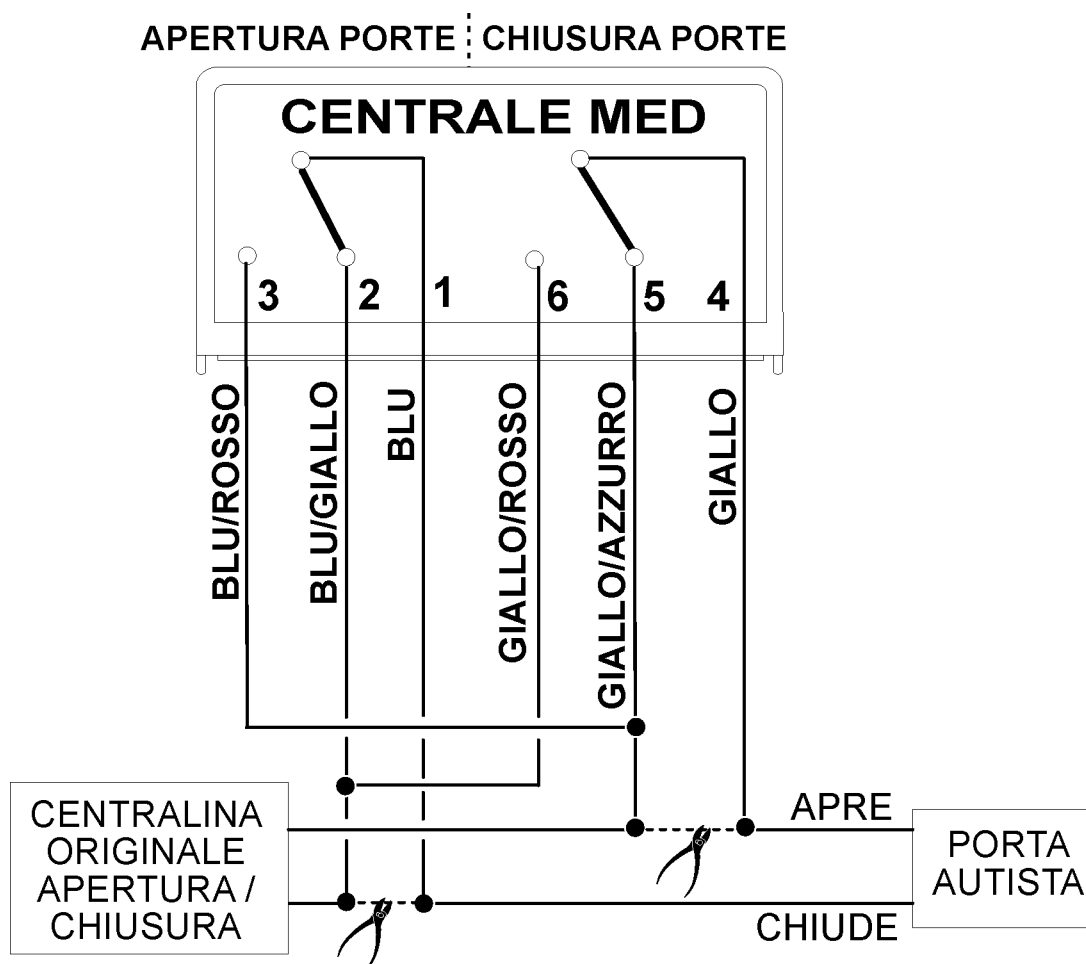 APERTURA PORTE CHIUSURA PORTE
CENTRALE MED
3 2 1 6 5 4
BLU/ROSSO
BLU/GIALLO
BLU
GIALLO/ROSSO
GIALLO/AZZURRO
GIALLO
CENTRALINA
ORIGINALE
APERTURA /
CHIUSURA
APRE
CHIUDE
PORTA
AUTISTA